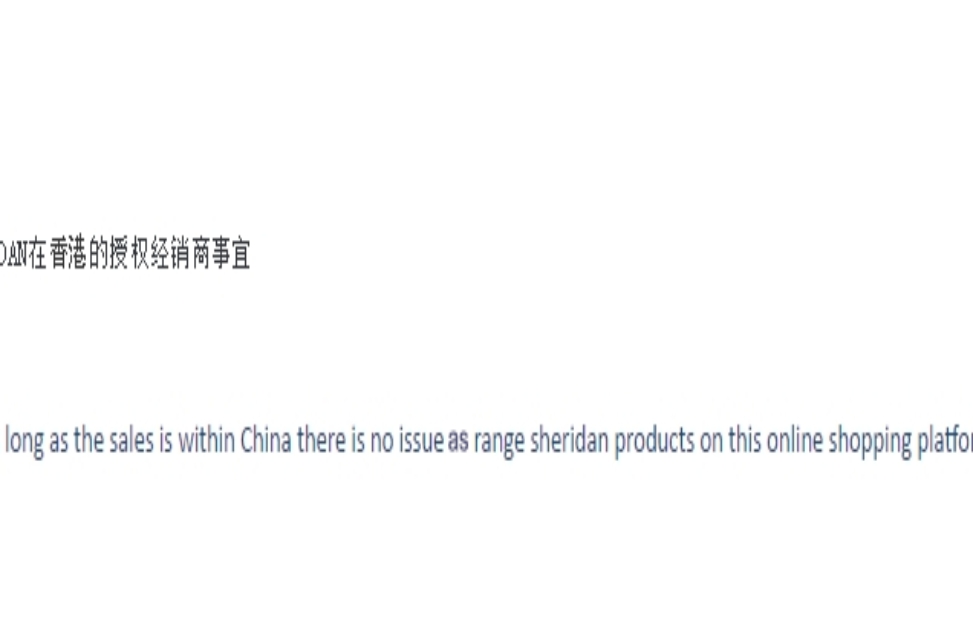 DAN在香港的授权经销商事宜
long as the sales is within China there is no issue as range sheridan products on this online shopping platfor